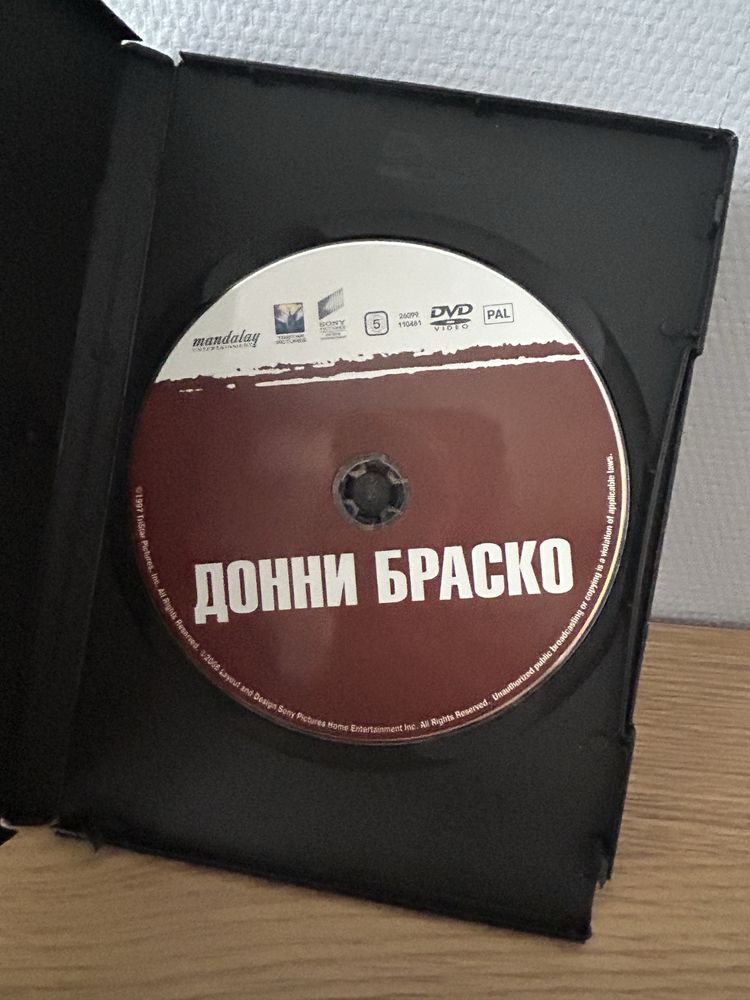 mandalay
ENTERTAINMENT
TRISTAR
PICTURES
SONY
PICTURES
5
26099
110481
DVD
VIDEO
PAL
ДОННИ БРАСКО
©1997 TriStar Pictures, Inc. All Rights Reserved. ©2006 Layout and Design Sony Pictures Home Entertainment Inc. All Rights Reserved. Unauthorized public broadcasting or copying is a violation of applicable laws.